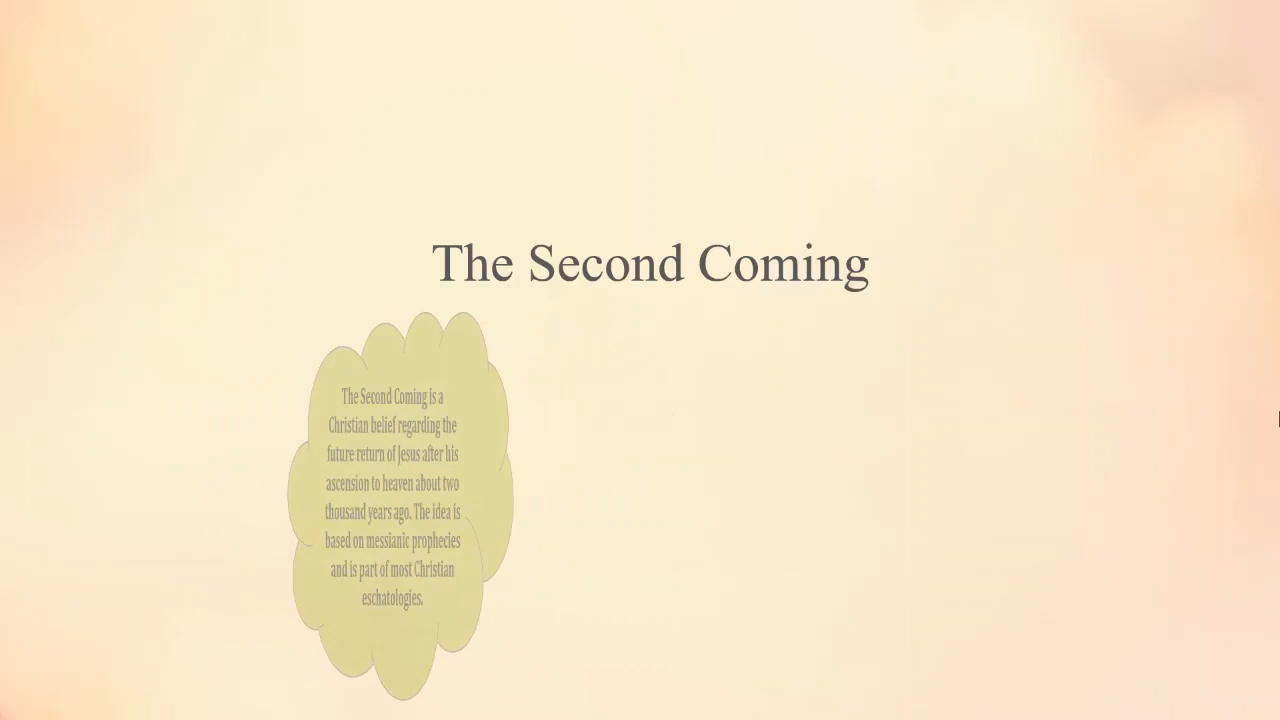 The Second Coming
The Second Coming is a
Christian belief regarding the
future return of Jesus after his
ascension to heaven about two
thousand years ago. The idea is
based on messianic prophecies
and is part of most Christian
eschatologies.